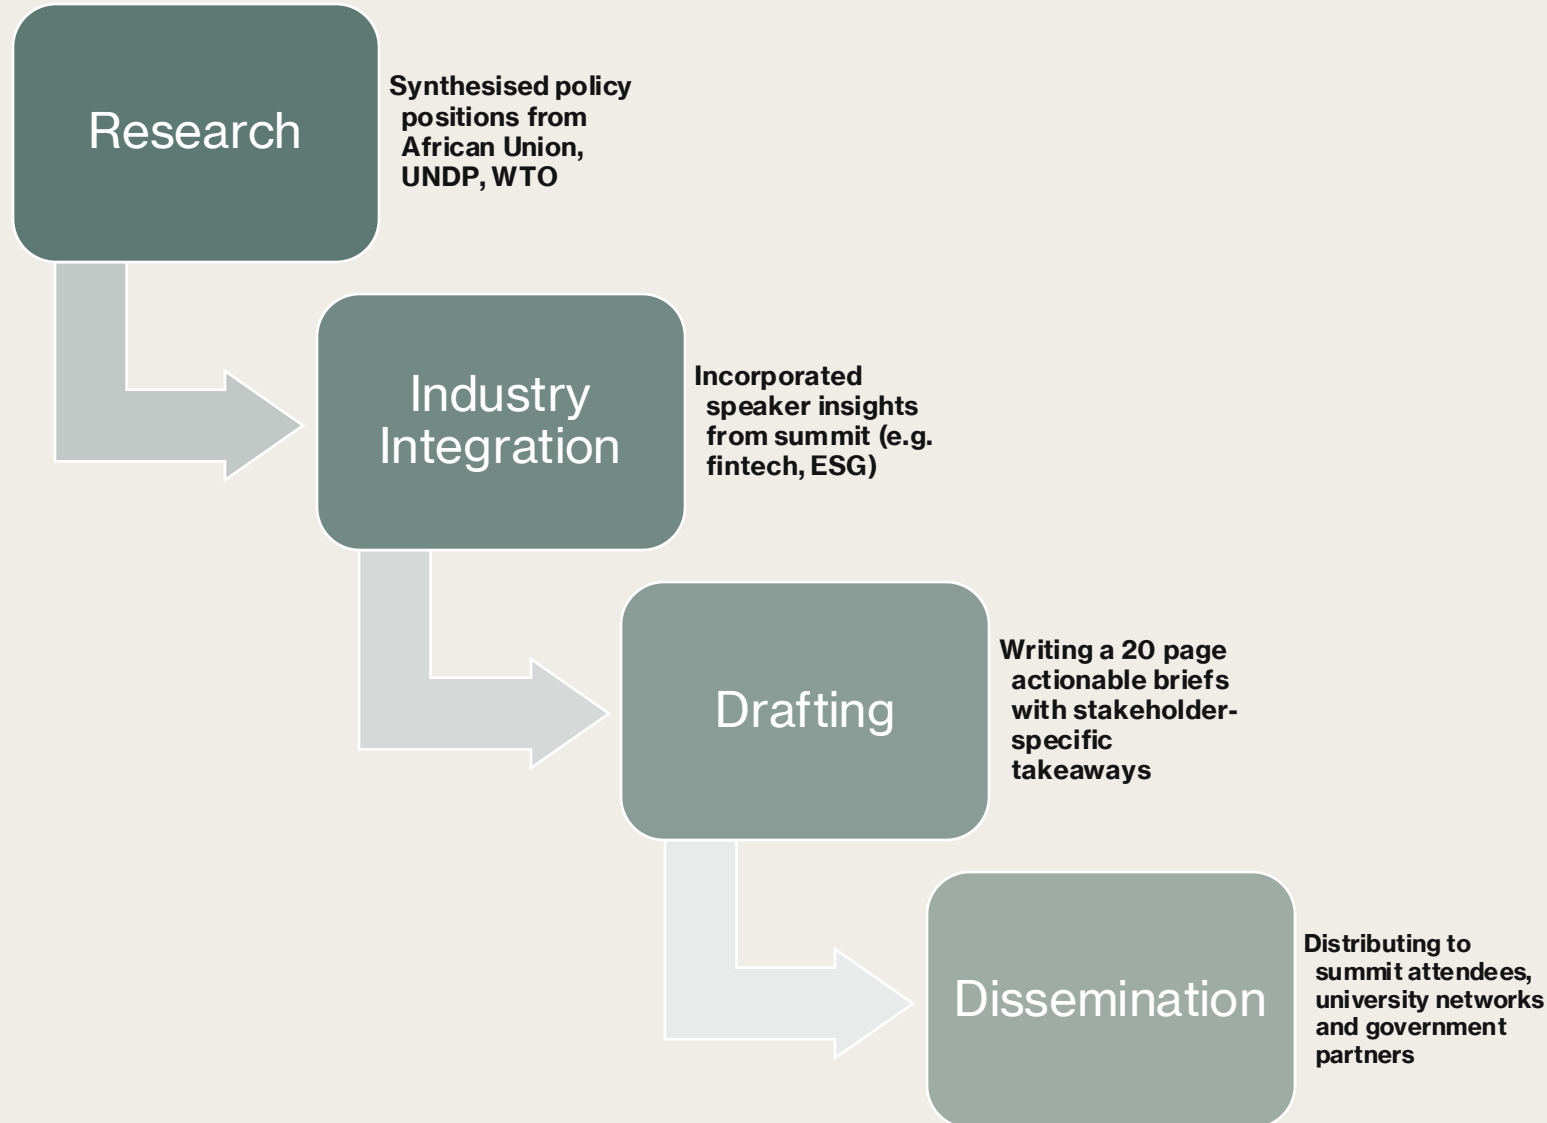 Research
Synthesised policy
positions from
African Union,
UNDP, WTO
Industry
Integration
Incorporated
speaker insights
from summit (e.g.
fintech, ESG)
Drafting
Writing a 20 page
actionable briefs
with stakeholder-
specific
takeaways
Dissemination
Distributing to
summit attendees,
university networks
and government
partners